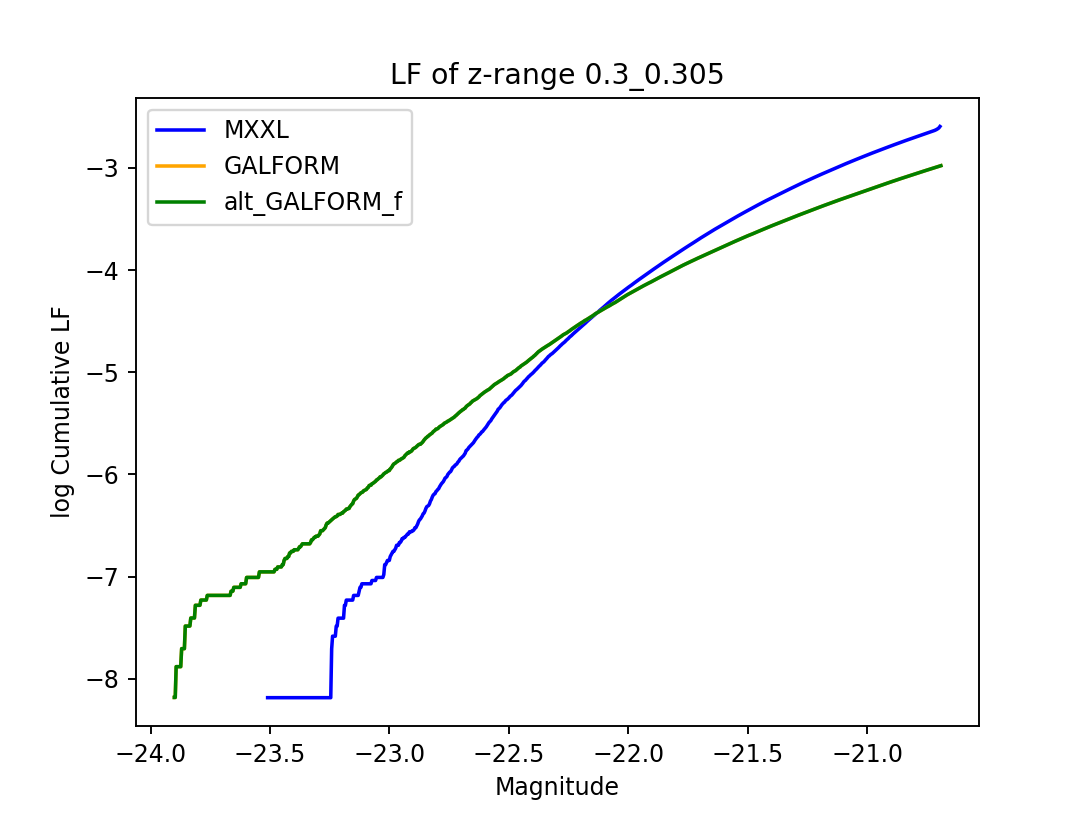 LF of z-range 0.3_0.305
MXXL
GALFORM
alt_GALFORM_f
−3
−4
−5
−6
−7
−8
log Cumulative LF
−24.0 −23.5 −23.0 −22.5 −22.0 −21.5 −21.0
Magnitude